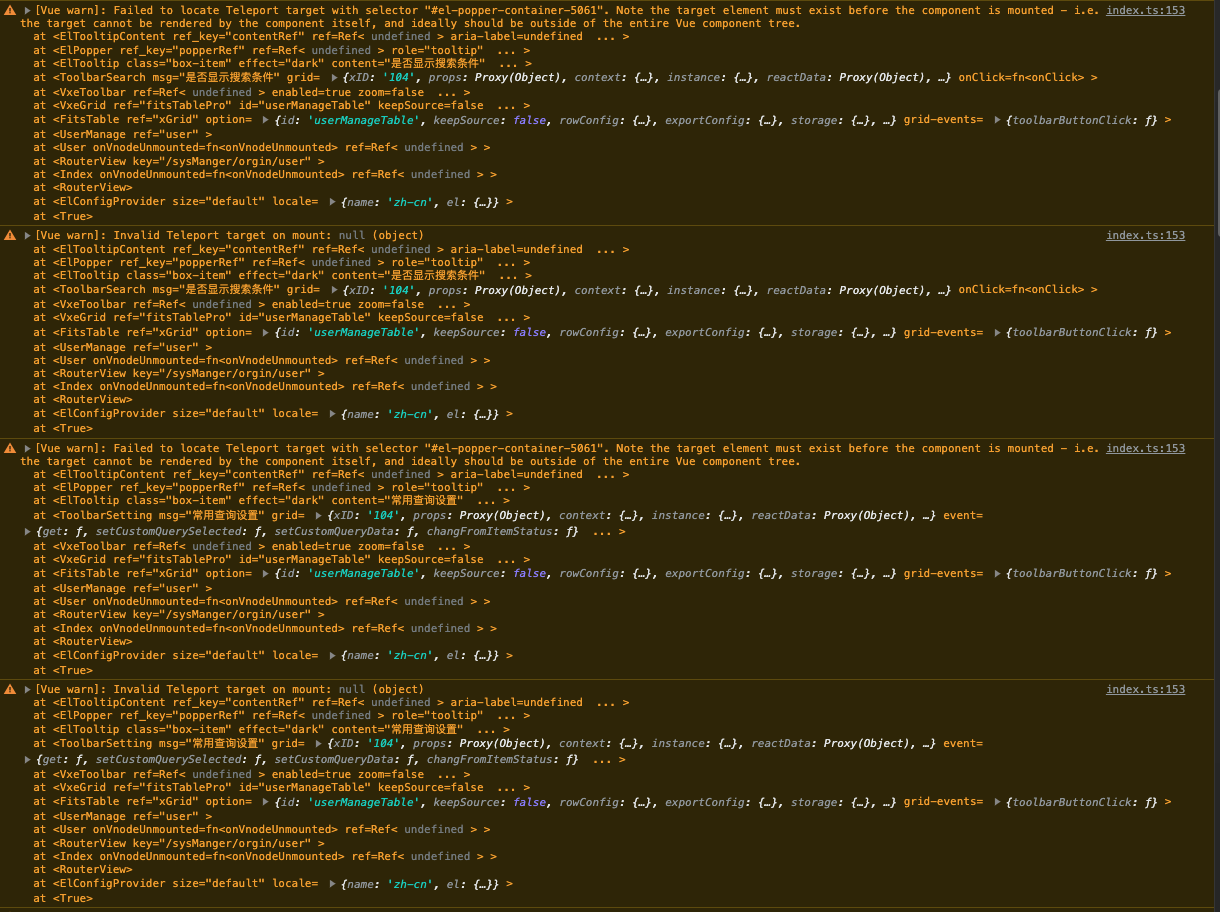 [Vue warn]: Failed to locate Teleport target with selector "#el-popper-container-5061". Note the target element must exist before the component is mounted - i.e. index.ts:153
the target cannot be rendered by the component itself, and ideally should be outside of the entire Vue component tree.
at <ElTooltipContent ref_key="contentRef" ref=Ref< undefined > aria-label=undefined ... >
at <ElPopper ref_key="popperRef" ref=Ref< undefined > role="tooltip" ... >
at <ElTooltip class="box-item" effect="dark" content="是否显示搜索条件" ... >
at <ToolbarSearch msg="是否显示搜索条件" grid= ▶{xID: '104', props: Proxy(Object), context: {…}, instance: {…}, reactData: Proxy(Object), …} onClick=fn<onClick> >
at <VxeToolbar ref=Ref< undefined > enabled=true zoom=false ... >
at <VxeGrid ref="fitsTablePro" id="userManageTable" keepSource=false ... >
at <FitsTable ref="xGrid" option= ▶{id: 'userManageTable', keepSource: false, rowConfig: {…}, exportConfig: {…}, storage: {…}, …} grid-events= ▶{toolbarButtonClick: ƒ} >
at <UserManage ref="user" >
at <User onVnodeUnmounted=fn<onVnodeUnmounted> ref=Ref< undefined > >
at <RouterView key="/sysManger/orgin/user" >
at <Index onVnodeUnmounted=fn<onVnodeUnmounted> ref=Ref< undefined > >
at <RouterView>
at <ElConfigProvider size="default" locale= ▶{name: 'zh-cn', el: {…}} >
at <True>
[Vue warn]: Invalid Teleport target on mount: null (object) index.ts:153
at <ElTooltipContent ref_key="contentRef" ref=Ref< undefined > aria-label=undefined ... >
at <ElPopper ref_key="popperRef" ref=Ref< undefined > role="tooltip" ... >
at <ElTooltip class="box-item" effect="dark" content="是否显示搜索条件" ... >
at <ToolbarSearch msg="是否显示搜索条件" grid= ▶{xID: '104', props: Proxy(Object), context: {…}, instance: {…}, reactData: Proxy(Object), …} onClick=fn<onClick> >
at <VxeToolbar ref=Ref< undefined > enabled=true zoom=false ... >
at <VxeGrid ref="fitsTablePro" id="userManageTable" keepSource=false ... >
at <FitsTable ref="xGrid" option= ▶{id: 'userManageTable', keepSource: false, rowConfig: {…}, exportConfig: {…}, storage: {…}, …} grid-events= ▶{toolbarButtonClick: ƒ} >
at <UserManage ref="user" >
at <User onVnodeUnmounted=fn<onVnodeUnmounted> ref=Ref< undefined > >
at <RouterView key="/sysManger/orgin/user" >
at <Index onVnodeUnmounted=fn<onVnodeUnmounted> ref=Ref< undefined > >
at <RouterView>
at <ElConfigProvider size="default" locale= ▶{name: 'zh-cn', el: {…}} >
at <True>
[Vue warn]: Failed to locate Teleport target with selector "#el-popper-container-5061". Note the target element must exist before the component is mounted - i.e. index.ts:153
the target cannot be rendered by the component itself, and ideally should be outside of the entire Vue component tree.
at <ElTooltipContent ref_key="contentRef" ref=Ref< undefined > aria-label=undefined ... >
at <ElPopper ref_key="popperRef" ref=Ref< undefined > role="tooltip" ... >
at <ElTooltip class="box-item" effect="dark" content="常用查询设置" ... >
at <ToolbarSetting msg="常用查询设置" grid= ▶{xID: '104', props: Proxy(Object), context: {…}, instance: {…}, reactData: Proxy(Object), …} event=
▶{get: ƒ, setCustomQuerySelected: ƒ, setCustomQueryData: ƒ, changFromItemStatus: ƒ} ... >
at <VxeToolbar ref=Ref< undefined > enabled=true zoom=false ... >
at <VxeGrid ref="fitsTablePro" id="userManageTable" keepSource=false ... >
at <FitsTable ref="xGrid" option= ▶{id: 'userManageTable', keepSource: false, rowConfig: {…}, exportConfig: {…}, storage: {…}, …} grid-events= ▶{toolbarButtonClick: ƒ} >
at <UserManage ref="user" >
at <User onVnodeUnmounted=fn<onVnodeUnmounted> ref=Ref< undefined > >
at <RouterView key="/sysManger/orgin/user" >
at <Index onVnodeUnmounted=fn<onVnodeUnmounted> ref=Ref< undefined > >
at <RouterView>
at <ElConfigProvider size="default" locale= ▶{name: 'zh-cn', el: {…}} >
at <True>
[Vue warn]: Invalid Teleport target on mount: null (object) index.ts:153
at <ElTooltipContent ref_key="contentRef" ref=Ref< undefined > aria-label=undefined ... >
at <ElPopper ref_key="popperRef" ref=Ref< undefined > role="tooltip" ... >
at <ElTooltip class="box-item" effect="dark" content="常用查询设置" ... >
at <ToolbarSetting msg="常用查询设置" grid= ▶{xID: '104', props: Proxy(Object), context: {…}, instance: {…}, reactData: Proxy(Object), …} event=
▶{get: ƒ, setCustomQuerySelected: ƒ, setCustomQueryData: ƒ, changFromItemStatus: ƒ} ... >
at <VxeToolbar ref=Ref< undefined > enabled=true zoom=false ... >
at <VxeGrid ref="fitsTablePro" id="userManageTable" keepSource=false ... >
at <FitsTable ref="xGrid" option= ▶{id: 'userManageTable', keepSource: false, rowConfig: {…}, exportConfig: {…}, storage: {…}, …} grid-events= ▶{toolbarButtonClick: ƒ} >
at <UserManage ref="user" >
at <User onVnodeUnmounted=fn<onVnodeUnmounted> ref=Ref< undefined > >
at <RouterView key="/sysManger/orgin/user" >
at <Index onVnodeUnmounted=fn<onVnodeUnmounted> ref=Ref< undefined > >
at <RouterView>
at <ElConfigProvider size="default" locale= ▶{name: 'zh-cn', el: {…}} >
at <True>